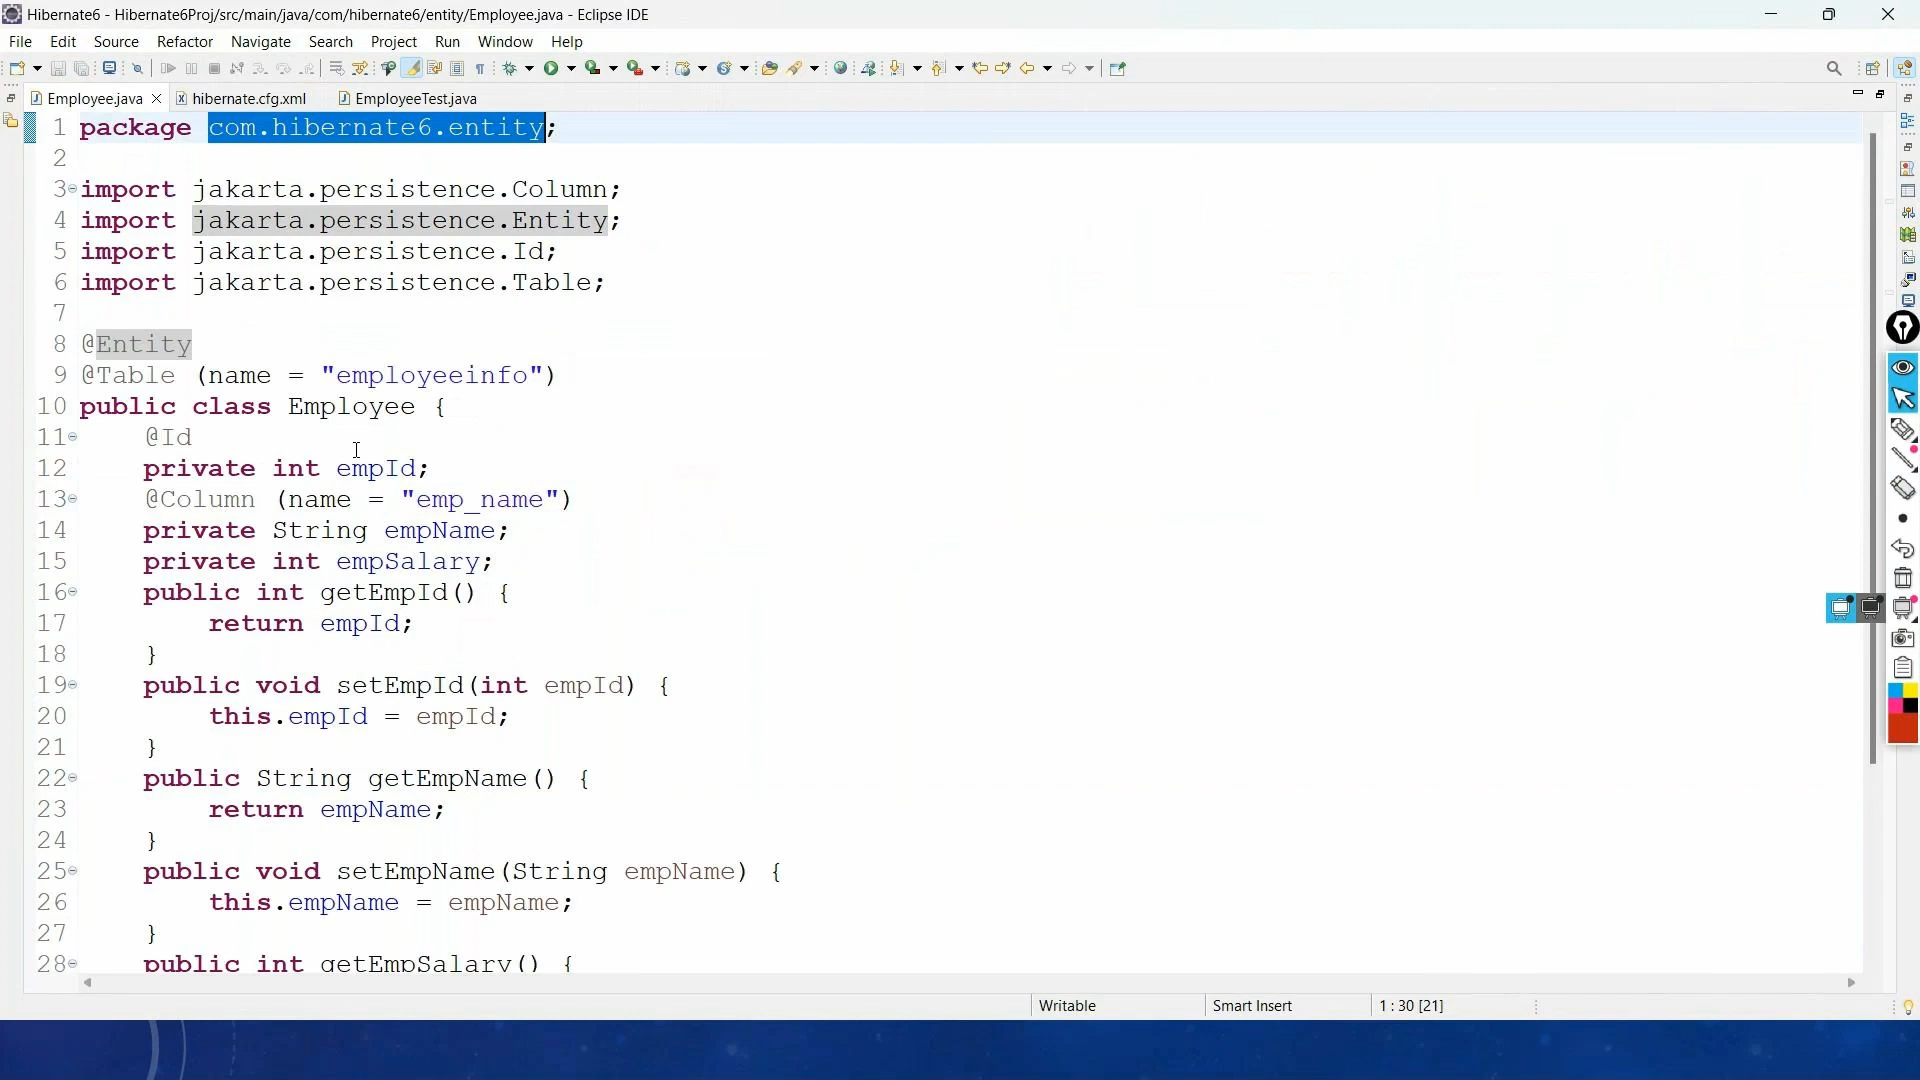 Hibernate6 - Hibernate6Proj/src/main/java/com/hibernate6/entity/Employee.java - Eclipse IDE
File Edit Source Refactor Navigate Search Project Run Window Help
Employee.java hibernate.cfg.xml EmployeeTest.java
1 package com.hibernate6.entity;
2
3 import jakarta.persistence.Column;
4 import jakarta.persistence.Entity;
5 import jakarta.persistence.Id;
6 import jakarta.persistence.Table;
7
8 @Entity
9 @Table (name = "employeeinfo")
10 public class Employee {
11 @Id
12 private int empId;
13 @Column (name = "emp_name")
14 private String empName;
15 private int empSalary;
16 public int getEmpId() {
17 return empId;
18 }
19 public void setEmpId(int empId) {
20 this.empId = empId;
21 }
22 public String getEmpName() {
23 return empName;
24 }
25 public void setEmpName(String empName) {
26 this.empName = empName;
27 }
28 public int getEmpSalary() {
Writable Smart Insert 1 : 30 [21]